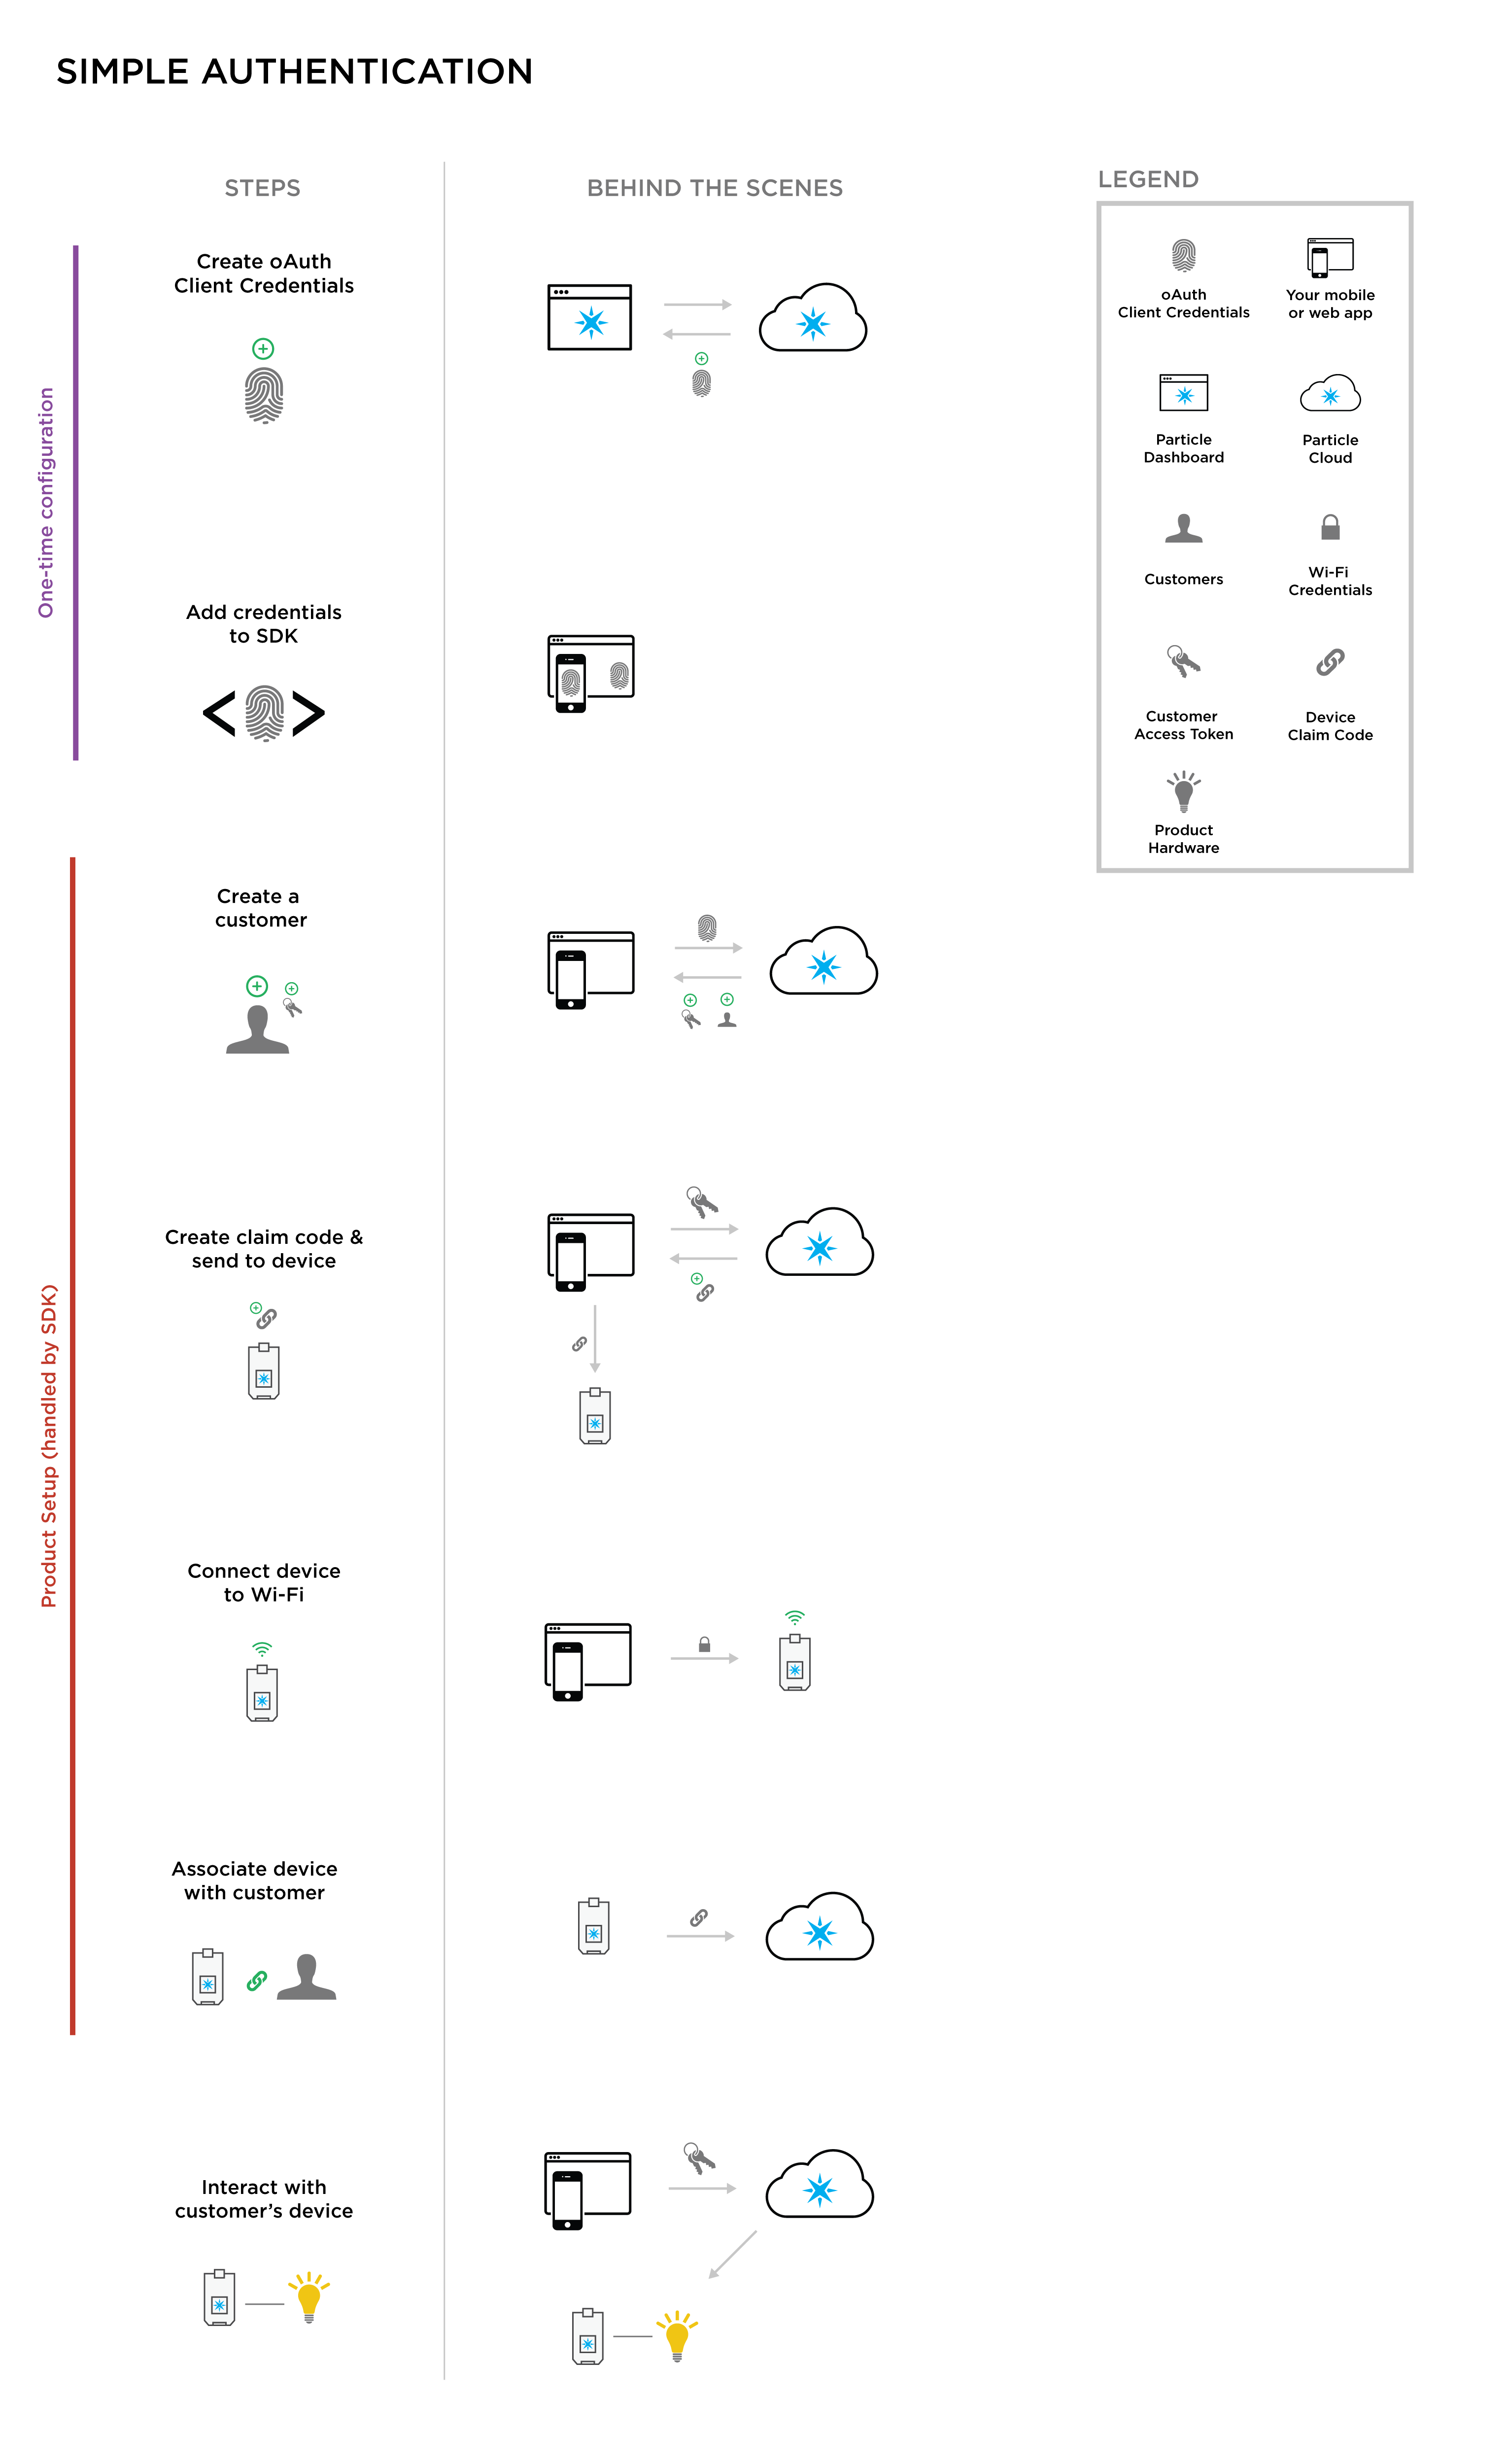 SIMPLE AUTHENTICATION
STEPS
BEHIND THE SCENES
LEGEND
One-time configuration
Create oAuth
Client Credentials
Add credentials
to SDK
Product Setup (handled by SDK)
Create a
customer
Create claim code &
send to device
Connect device
to Wi-Fi
Associate device
with customer
Interact with
customer's device
oAuth
Client Credentials
Your mobile
or web app
Particle
Dashboard
Particle
Cloud
Customers
Wi-Fi
Credentials
Customer
Access Token
Device
Claim Code
Product
Hardware